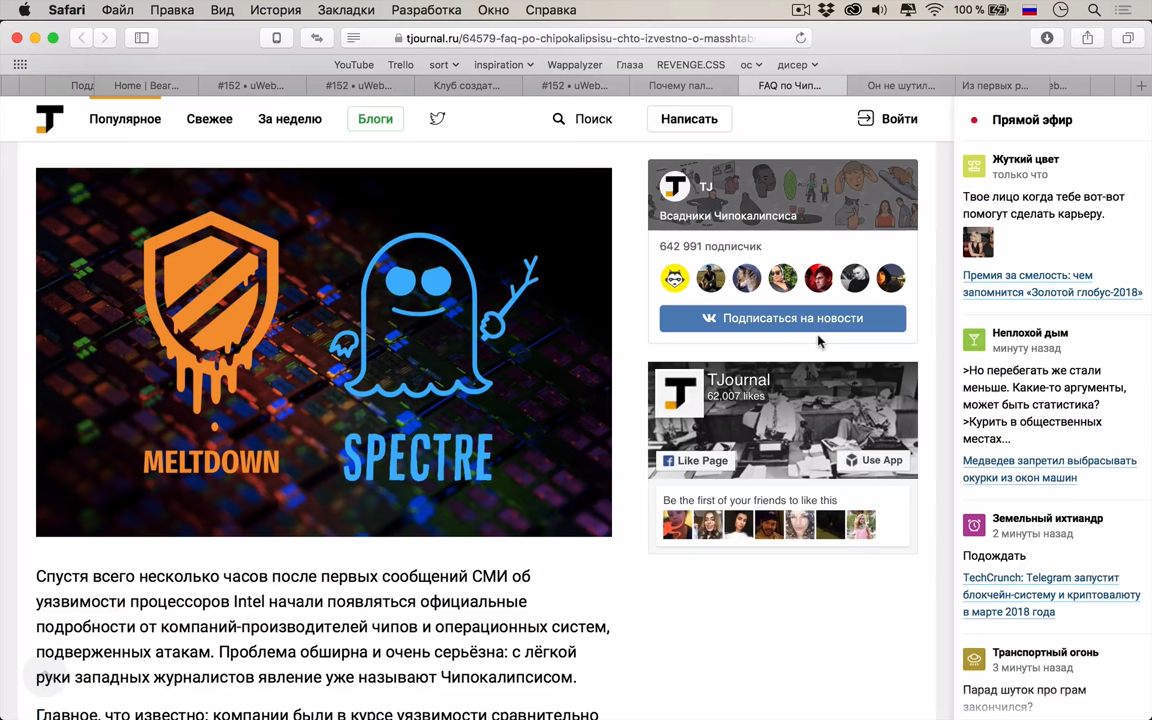 Safari Файл Правка Вид История Закладки Разработка Окно Справка 100 %
tjournal.ru/64579-faq-po-chipokalipsisu-chto-izvestno-o-masshtab
YouTube Trello sort inspiration Wappalyzer Глаза REVENGE.CSS ос дисер
Подд Home | Bear... #152 • uWeb... #152 • uWeb... Клуб создат... #152 • uWeb... Почему пал... FAQ по Чип... Он не шутил... Из первых р... eb...
Популярное Свежее За неделю Блоги Поиск Написать Войти
Прямой эфир
MELTDOWN
SPECTRE
Спустя всего несколько часов после первых сообщений СМИ об
уязвимости процессоров Intel начали появляться официальные
подробности от компаний-производителей чипов и операционных систем,
подверженных атакам. Проблема обширна и очень серьёзна: с лёгкой
руки западных журналистов явление уже называют Чипокалипсисом.
Главное, что известно: компании были в курсе уязвимости сравнительно
TJ
Всадники Чипокалипсиса
642 991 подписчик
Подписаться на новости
TJournal
62,007 likes
Like Page Use App
Be the first of your friends to like this
Жуткий цвет
только что
Твое лицо когда тебе вот-вот
помогут сделать карьеру.
Премия за смелость: чем
запомнится «Золотой глобус-2018»
Неплохой дым
минуту назад
>Но перебегать же стали
меньше. Какие-то аргументы,
может быть статистика?
>Курить в общественных
местах...
Медведев запретил выбрасывать
окурки из окон машин
Земельный ихтиандр
2 минуты назад
Подождать
TechCrunch: Telegram запустит
блокчейн-систему и криптовалюту
в марте 2018 года
Транспортный огонь
3 минуты назад
Парад шуток про грам
закончился?